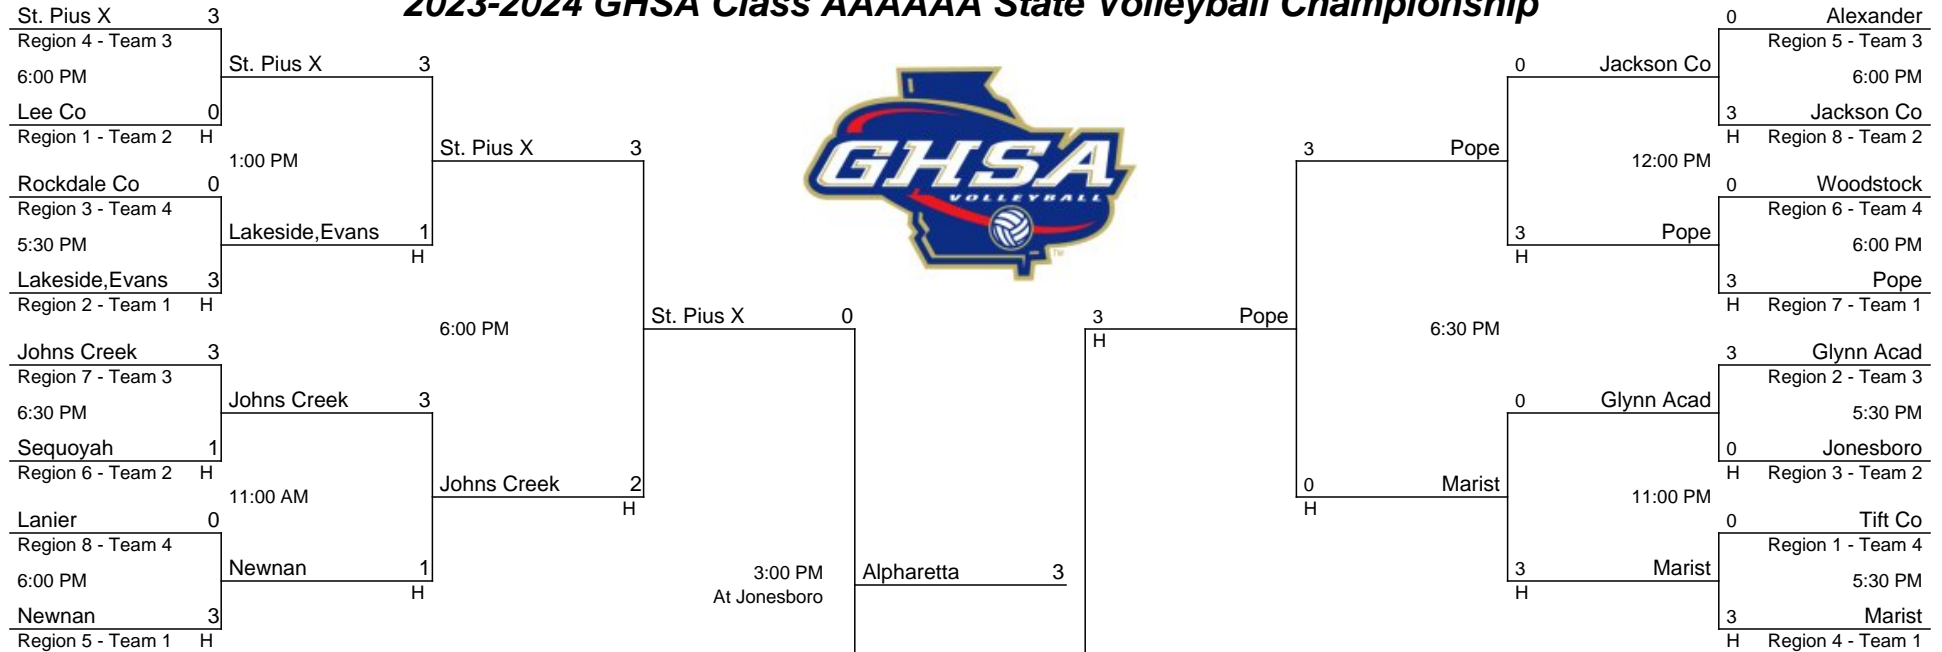 2023-2024 GHSA Class AAAAAA State Volleyball Championship
St. Pius X 3
Region 4 - Team 3
6:00 PM
Lee Co 0
Region 1 - Team 2 H
Rockdale Co 0
Region 3 - Team 4
5:30 PM
Lakeside,Evans 3
Region 2 - Team 1 H
Johns Creek 3
Region 7 - Team 3
6:30 PM
Sequoyah 1
Region 6 - Team 2 H
Lanier 0
Region 8 - Team 4
6:00 PM
Newnan 3
Region 5 - Team 1 H
St. Pius X 3
1:00 PM
Lakeside,Evans 1
H
Johns Creek 3
11:00 AM
Newnan 1
H
St. Pius X 3
6:00 PM
Johns Creek 2
H
St. Pius X 0
3:00 PM
At Jonesboro
Alpharetta 3
GHSA
VOLLEYBALL
TM
3 Pope
H
3 Pope
6:30 PM
0 Marist
H
0 Jackson Co
12:00 PM
3 Pope
H
0 Glynn Acad
11:00 PM
3 Marist
H
0 Alexander
Region 5 - Team 3
6:00 PM
3 Jackson Co
H Region 8 - Team 2
0 Woodstock
Region 6 - Team 4
6:00 PM
3 Pope
H Region 7 - Team 1
3 Glynn Acad
Region 2 - Team 3
5:30 PM
0 Jonesboro
H Region 3 - Team 2
0 Tift Co
Region 1 - Team 4
5:30 PM
3 Marist
H Region 4 - Team 1